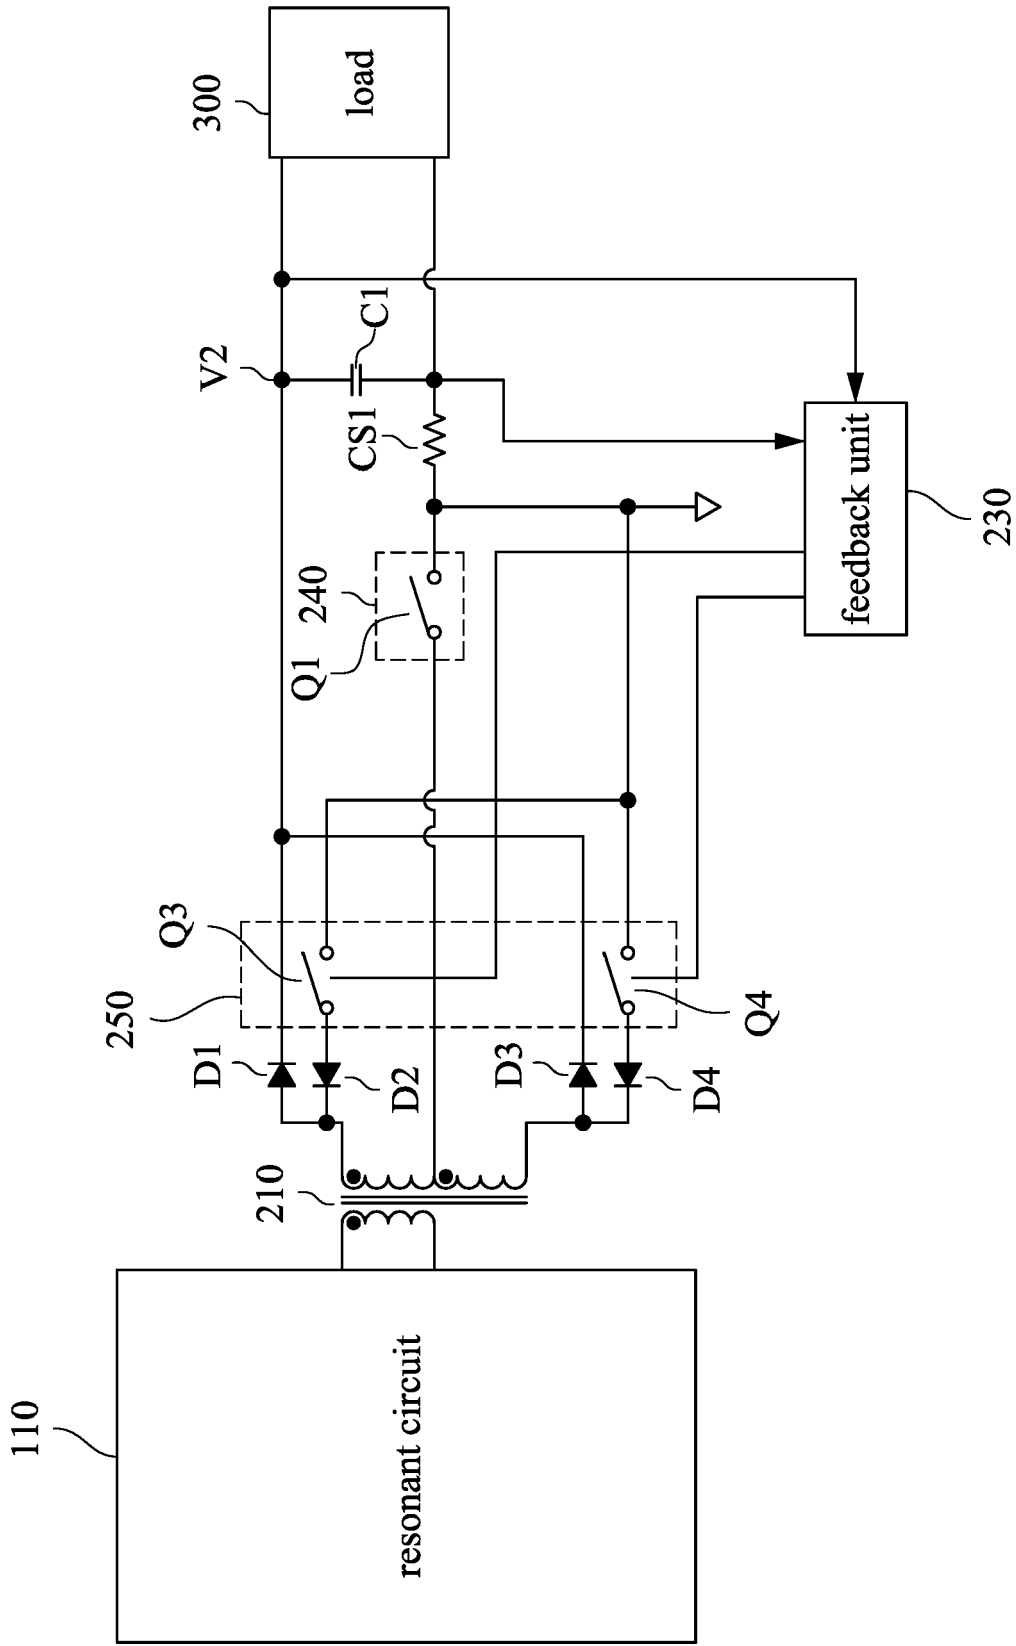 110
resonant circuit
210
D1
D2
D3
D4
250
Q3
Q4
Q1
240
CS1
C1
V2
feedback unit
230
300
load